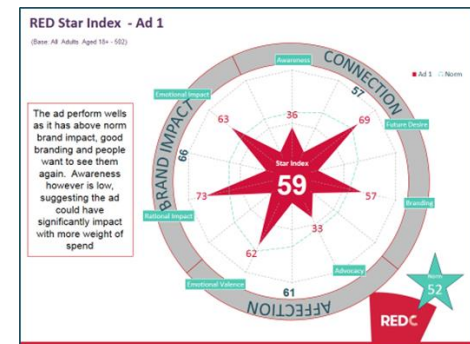 RED Star Index - Ad 1
(Base: All Adults Aged 18+ - 502)
Ad 1
Norm
The ad perform wells
as it has above norm
brand impact, good
branding and people
want to see them
again. Awareness
however is low,
suggesting the ad
could have
significantly impact
with more weight of
spend
CONNECTION
57
Awareness
36
Future Desire
69
Branding
57
Advocacy
33
AFFECTION
61
Emotional Valence
62
Rational Impact
73
BRAND IMPACT
66
Emotional Impact
63
Star Index
59
Norm
52
REDC